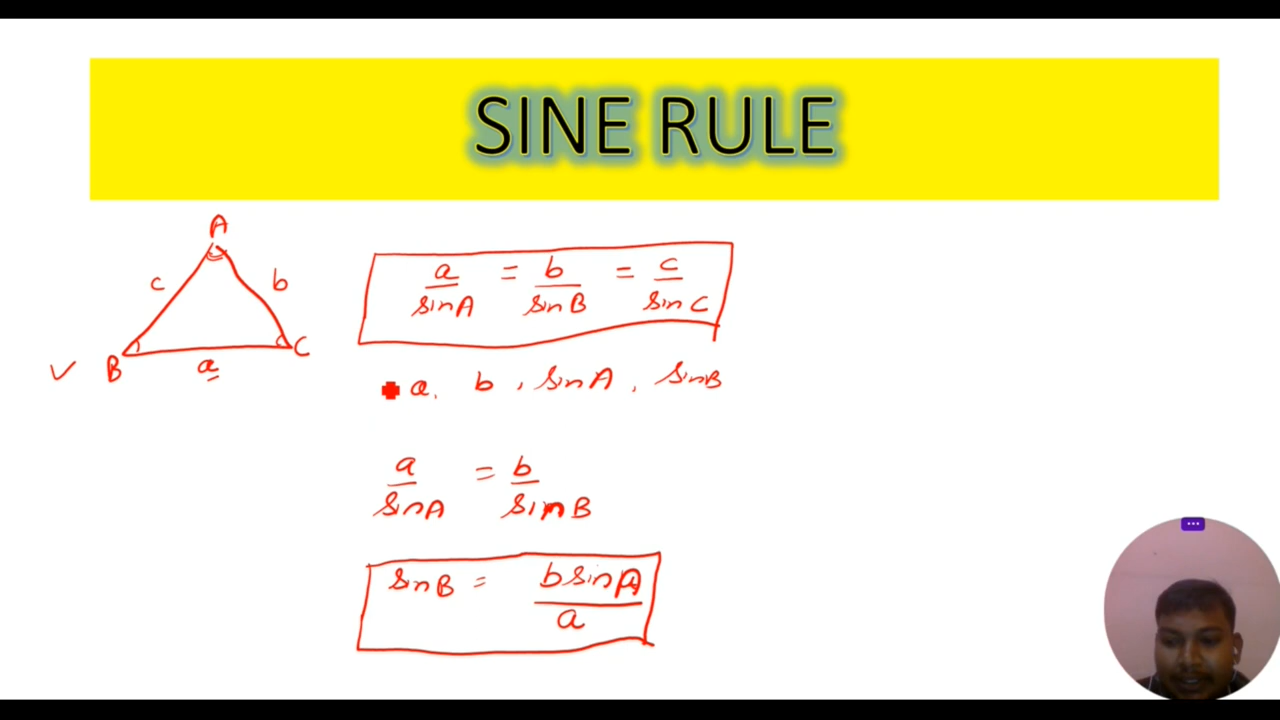 SINE RULE
A
c
b
B
a
C
a/sinA = b/sinB = c/sinC
a, b, sinA, sinB
a/sinA = b/sinB
sinB = bsinA/a